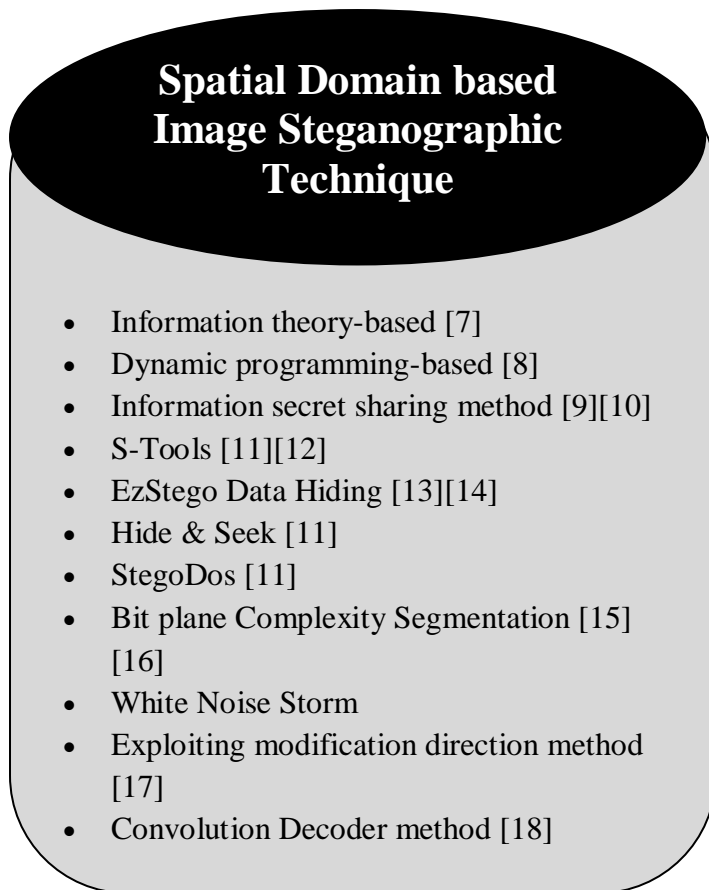 Spatial Domain based
Image Steganographic
Technique
• Information theory-based [7]
• Dynamic programming-based [8]
• Information secret sharing method [9][10]
• S-Tools [11][12]
• EzStego Data Hiding [13][14]
• Hide & Seek [11]
• StegoDos [11]
• Bit plane Complexity Segmentation [15]
[16]
• White Noise Storm
• Exploiting modification direction method
[17]
• Convolution Decoder method [18]